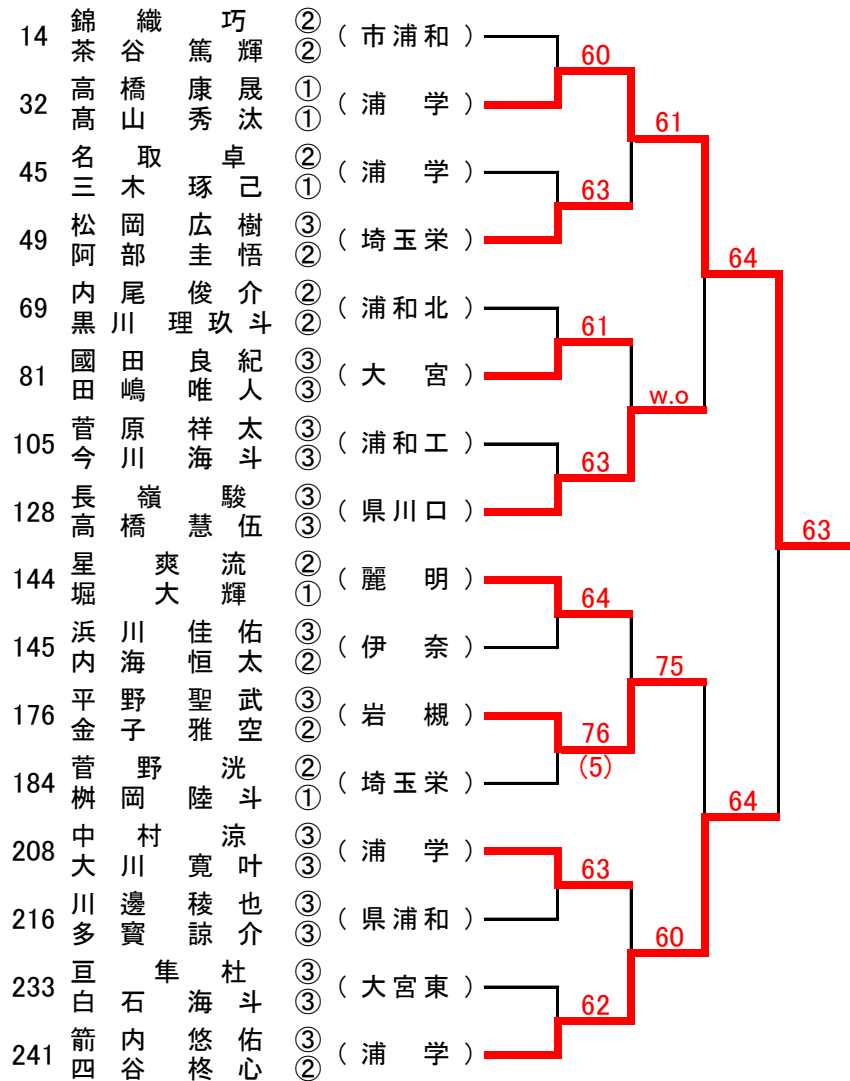 14 錦織 巧 ② (市浦和)
茶谷 篤輝 ②
32 高橋 康晟 ① (浦学)
髙山 秀汰 ①
45 名取 卓 ② (浦学)
三木 琢己 ①
49 松岡 広樹 ③ (埼玉栄)
阿部 圭悟 ②
69 内尾 俊介 ② (浦和北)
黒川 理玖斗 ②
81 國田 良紀 ③ (大宮)
田嶋 唯人 ③
105 菅原 祥太 ③ (浦和工)
今川 海斗 ③
128 長嶺 駿 ③ (県川口)
高橋 慧伍 ③
144 星 爽流 ② (麗明)
堀 大輝 ①
145 浜川 佳佑 ③ (伊奈)
内海 恒太 ②
176 平野 聖武 ③ (岩槻)
金子 雅空 ②
184 菅野 洸 ② (埼玉栄)
桝岡 陸斗 ①
208 中村 涼 ③ (浦学)
大川 寛叶 ③
216 川邊 稜也 ③ (県浦和)
多寳 諒介 ③
233 亘 隼杜 ③ (大宮東)
白石 海斗 ③
241 箭内 悠佑 ③ (浦学)
四谷 柊心 ②
60
63
61
63
64
76
(5)
63
62
61
w.o
75
60
64
64
63